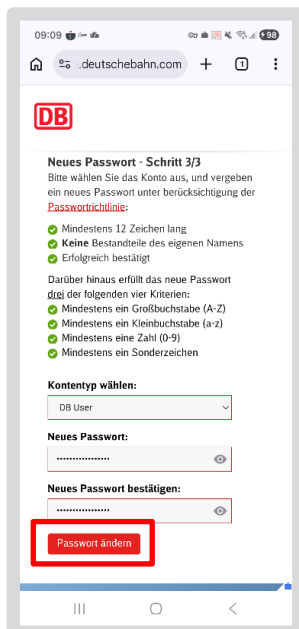 09:09
98
.deutschebahn.com
1
DB
Neues Passwort - Schritt 3/3
Bitte wählen Sie das Konto aus, und vergeben
ein neues Passwort unter berücksichtigung der
Passwortrichtlinie:
Mindestens 12 Zeichen lang
Keine Bestandteile des eigenen Namens
Erfolgreich bestätigt
Darüber hinaus erfüllt das neue Passwort
drei der folgenden vier Kriterien:
Mindestens ein Großbuchstabe (A-Z)
Mindestens ein Kleinbuchstabe (a-z)
Mindestens eine Zahl (0-9)
Mindestens ein Sonderzeichen
Kontentyp wählen:
DB User
Neues Passwort:
•••••••••••••••••
Neues Passwort bestätigen:
•••••••••••••••••
Passwort ändern